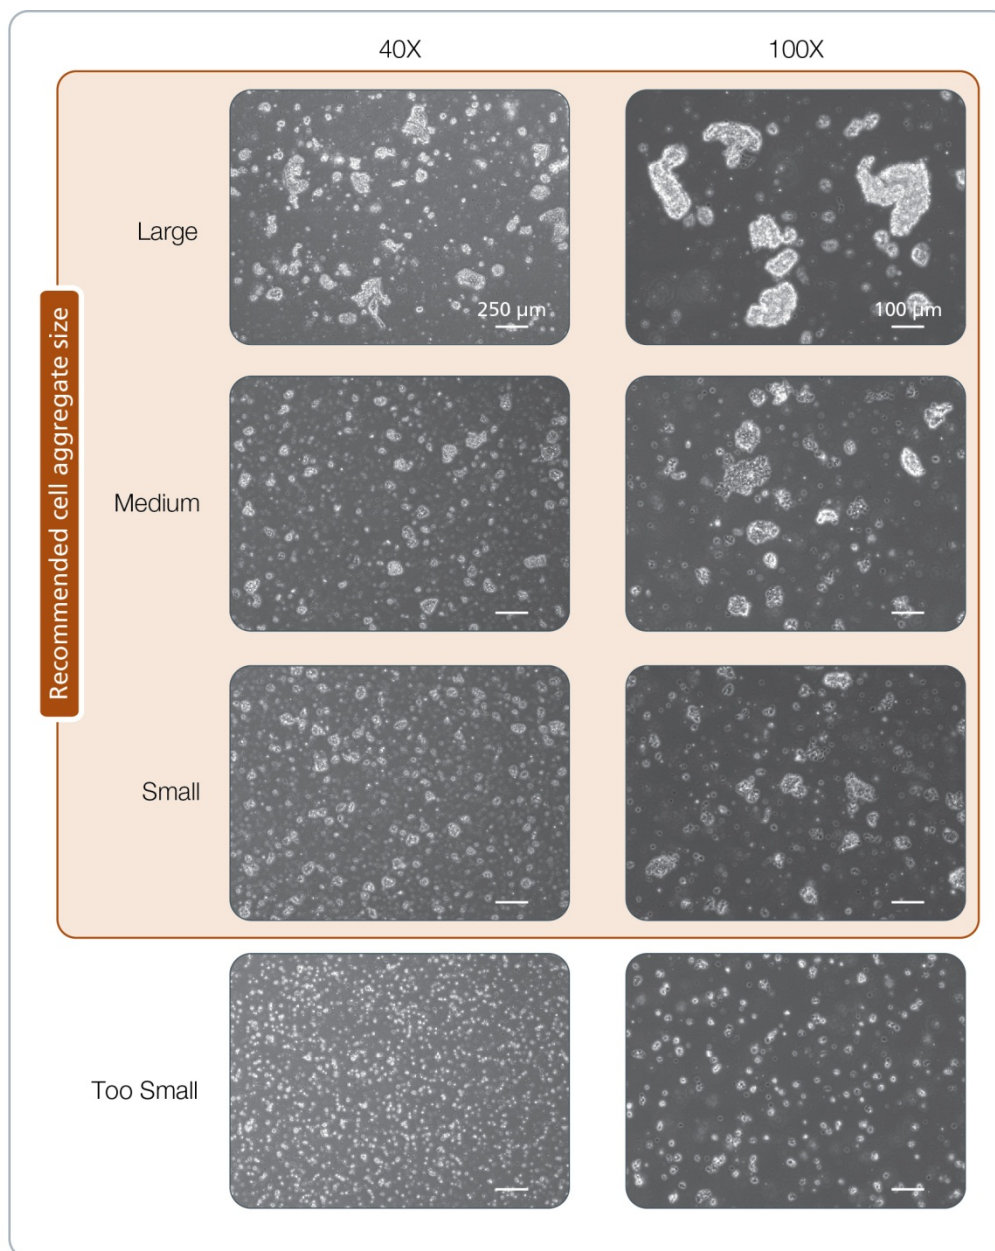 40X
100X
Large
250 µm
100 µm
Recommended cell aggregate size
Medium
Small
Too Small